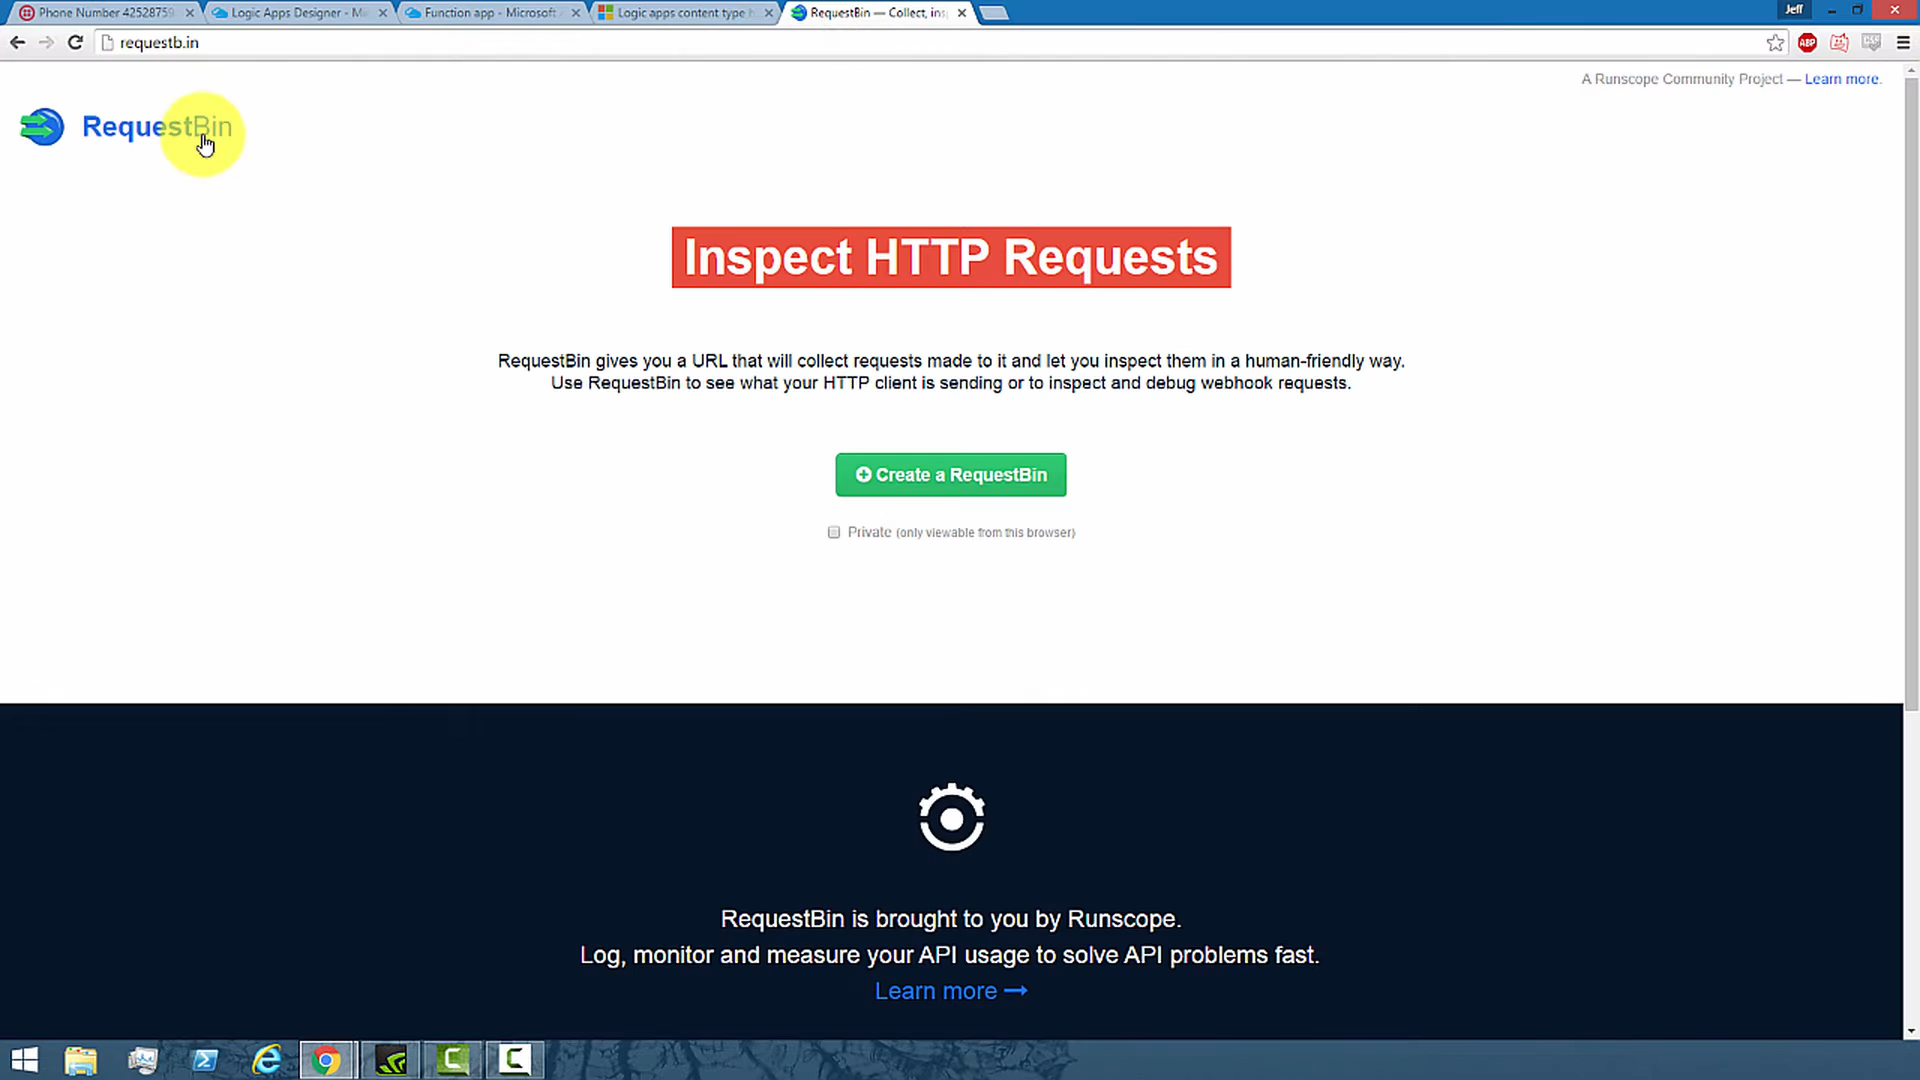 Phone Number 42528759
Logic Apps Designer - Mi
Function app - Microsoft A
Logic apps content type h
RequestBin — Collect, ins
Jeff
requestb.in
ABP
A Runscope Community Project — Learn more.
RequestBin
Inspect HTTP Requests
RequestBin gives you a URL that will collect requests made to it and let you inspect them in a human-friendly way.
Use RequestBin to see what your HTTP client is sending or to inspect and debug webhook requests.
Create a RequestBin
Private (only viewable from this browser)
RequestBin is brought to you by Runscope.
Log, monitor and measure your API usage to solve API problems fast.
Learn more